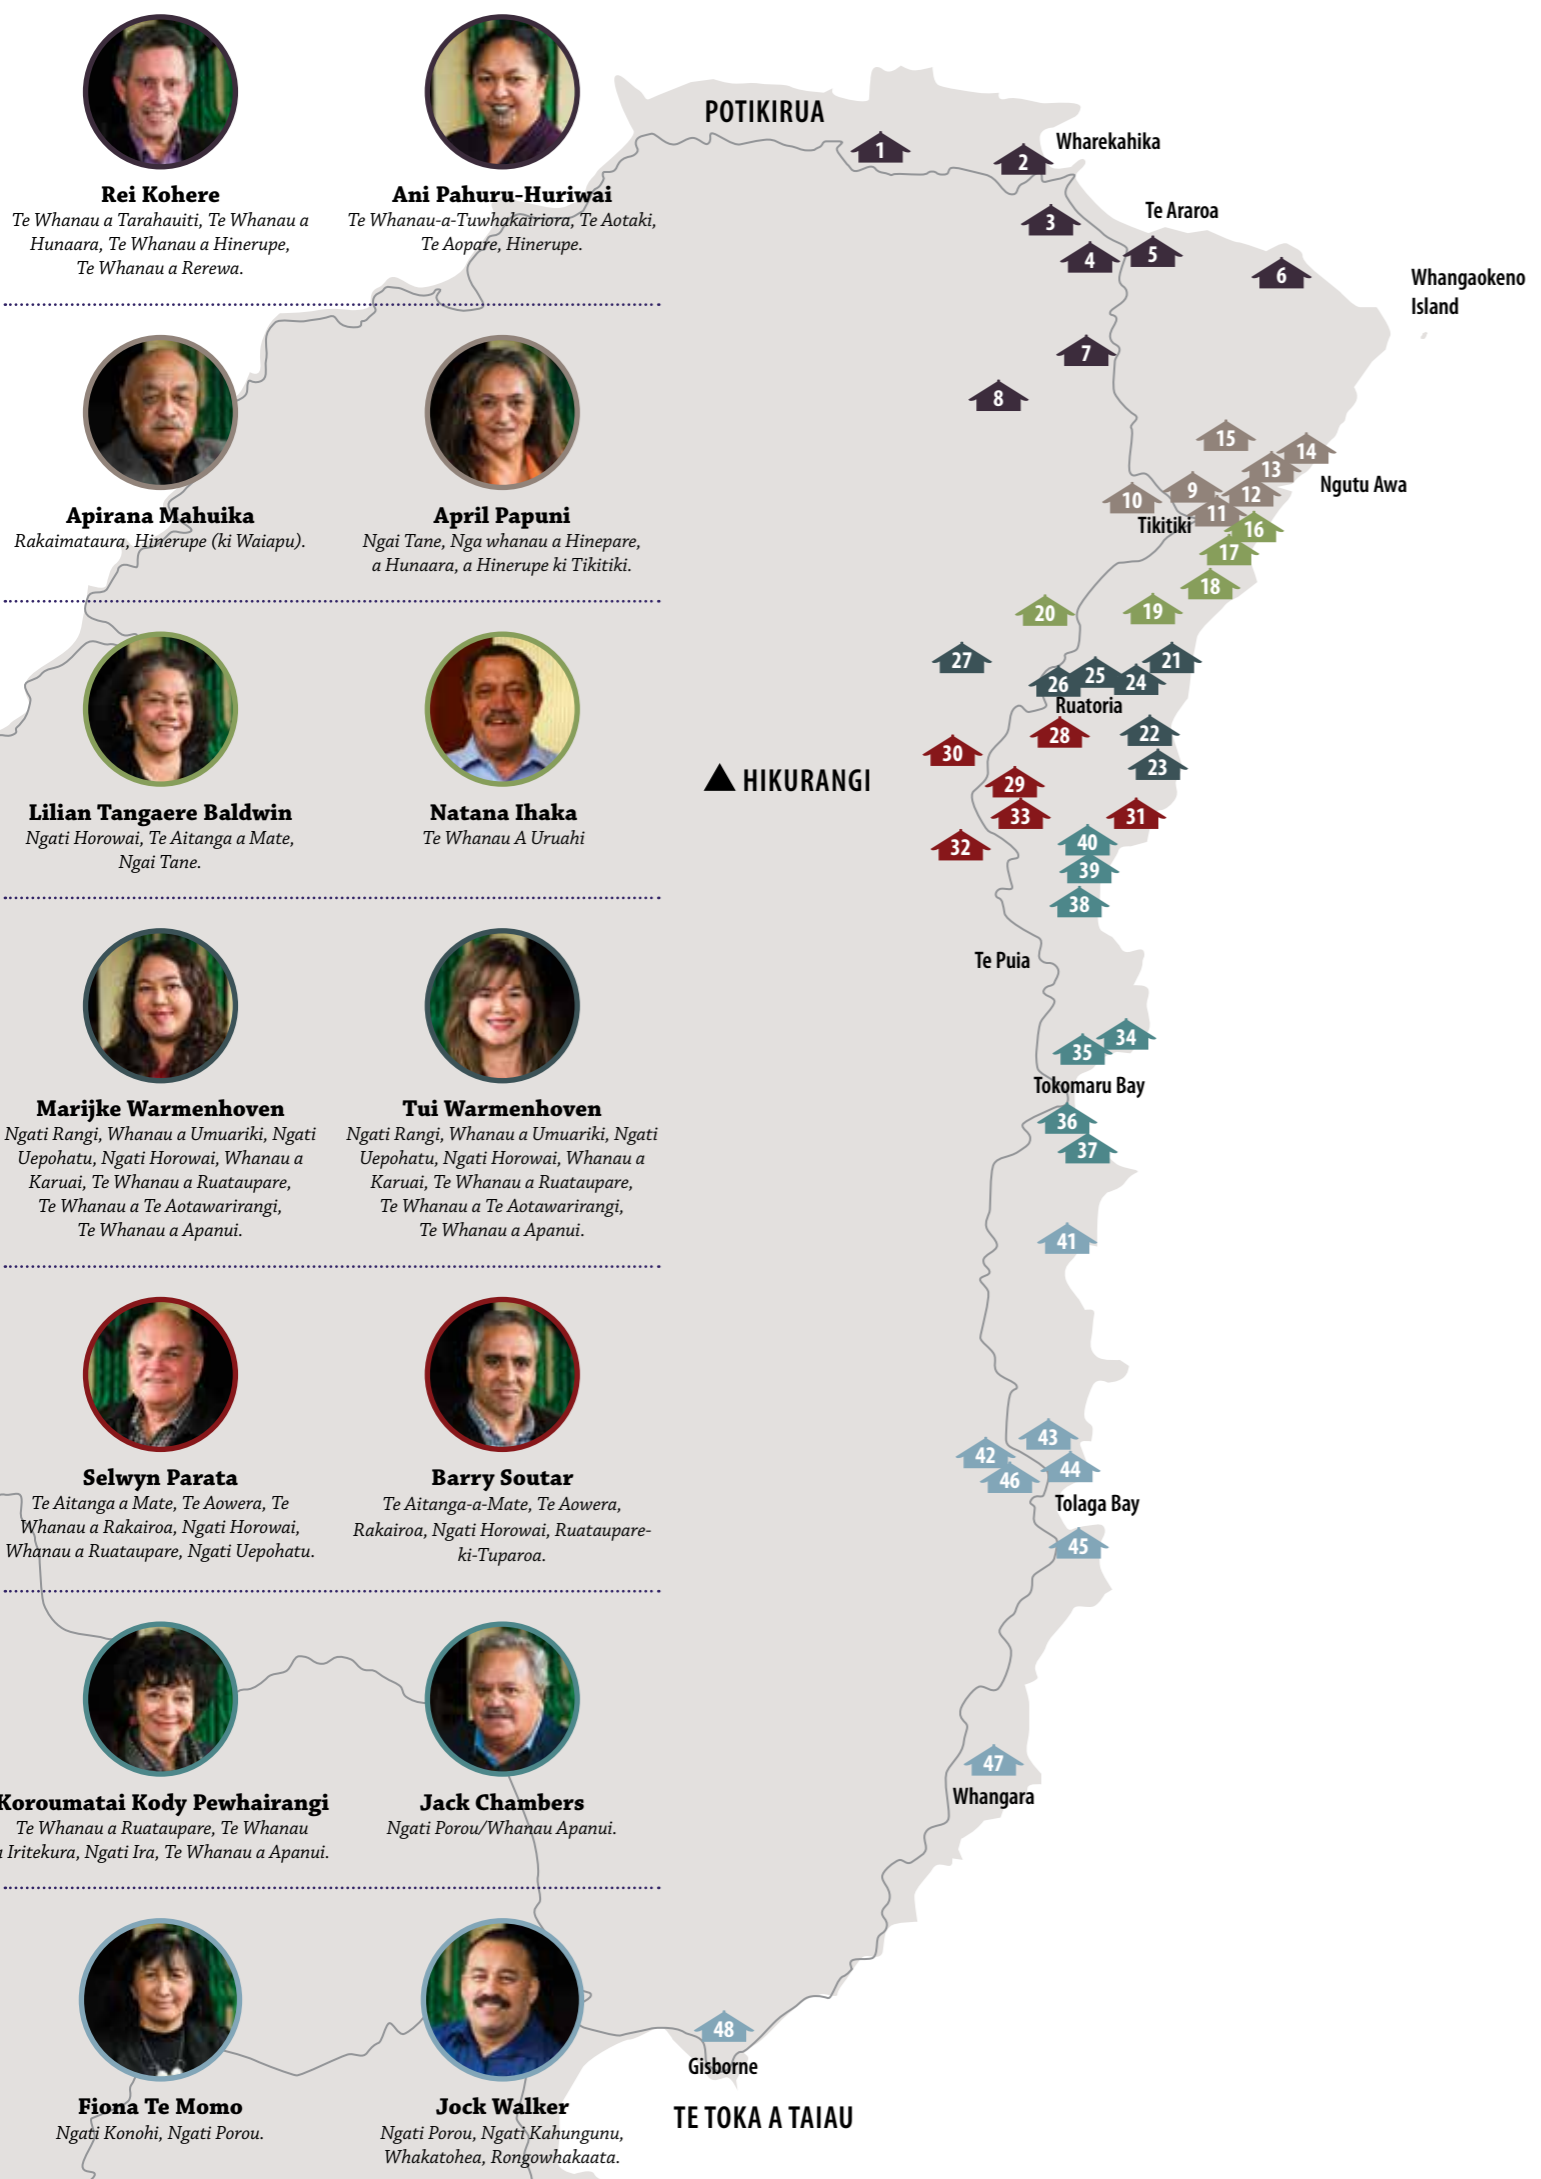 Rei Kohere
Te Whanau a Tarahauiti, Te Whanau a
Hunaara, Te Whanau a Hinerupe,
Te Whanau a Rerewa.
Ani Pahuru-Huriwai
Te Whanau-a-Tuwhakairiora, Te Aotaki,
Te Aopare, Hinerupe.
Apirana Mahuika
Rakaimataura, Hinerupe (ki Waiapu).
April Papuni
Ngai Tane, Nga whanau a Hinepare,
a Hunaara, a Hinerupe ki Tikitiki.
Lilian Tangaere Baldwin
Ngati Horowai, Te Aitanga a Mate,
Ngai Tane.
Natana Ihaka
Te Whanau A Uruahi
Marijke Warmenhoven
Ngati Rangi, Whanau a Umuariki, Ngati
Uepohatu, Ngati Horowai, Whanau a
Karuai, Te Whanau a Ruataupare,
Te Whanau a Te Aotawarirangi,
Te Whanau a Apanui.
Tui Warmenhoven
Ngati Rangi, Whanau a Umuariki, Ngati
Uepohatu, Ngati Horowai, Whanau a
Karuai, Te Whanau a Ruataupare,
Te Whanau a Te Aotawarirangi,
Te Whanau a Apanui.
Selwyn Parata
Te Aitanga a Mate, Te Aowera, Te
Whanau a Rakairoa, Ngati Horowai,
Whanau a Ruataupare, Ngati Uepohatu.
Barry Soutar
Te Aitanga-a-Mate, Te Aowera,
Rakairoa, Ngati Horowai, Ruataupare-
ki-Tuparoa.
Koroumatai Kody Pewhairangi
Te Whanau a Ruataupare, Te Whanau
a Iritekura, Ngati Ira, Te Whanau a Apanui.
Jack Chambers
Ngati Porou/Whanau Apanui.
Fiona Te Momo
Ngati Konohi, Ngati Porou.
Jock Walker
Ngati Porou, Ngati Kahungunu,
Whakatohea, Rongowhakaata.
POTIKIRUA
1
2
Wharekahika
3
Te Araroa
4
5
6
Whangaokeno
Island
7
8
15
14
13
9
12
Ngutu Awa
10
11
Tikitiki
16
17
18
20
19
27
21
25
26
24
Ruatoria
28
22
30
23
HIKURANGI
29
33
31
32
40
39
38
Te Puia
34
35
Tokomaru Bay
36
37
41
43
42
44
46
Tolaga Bay
45
47
Whangara
48
Gisborne
TE TOKA A TAIAU